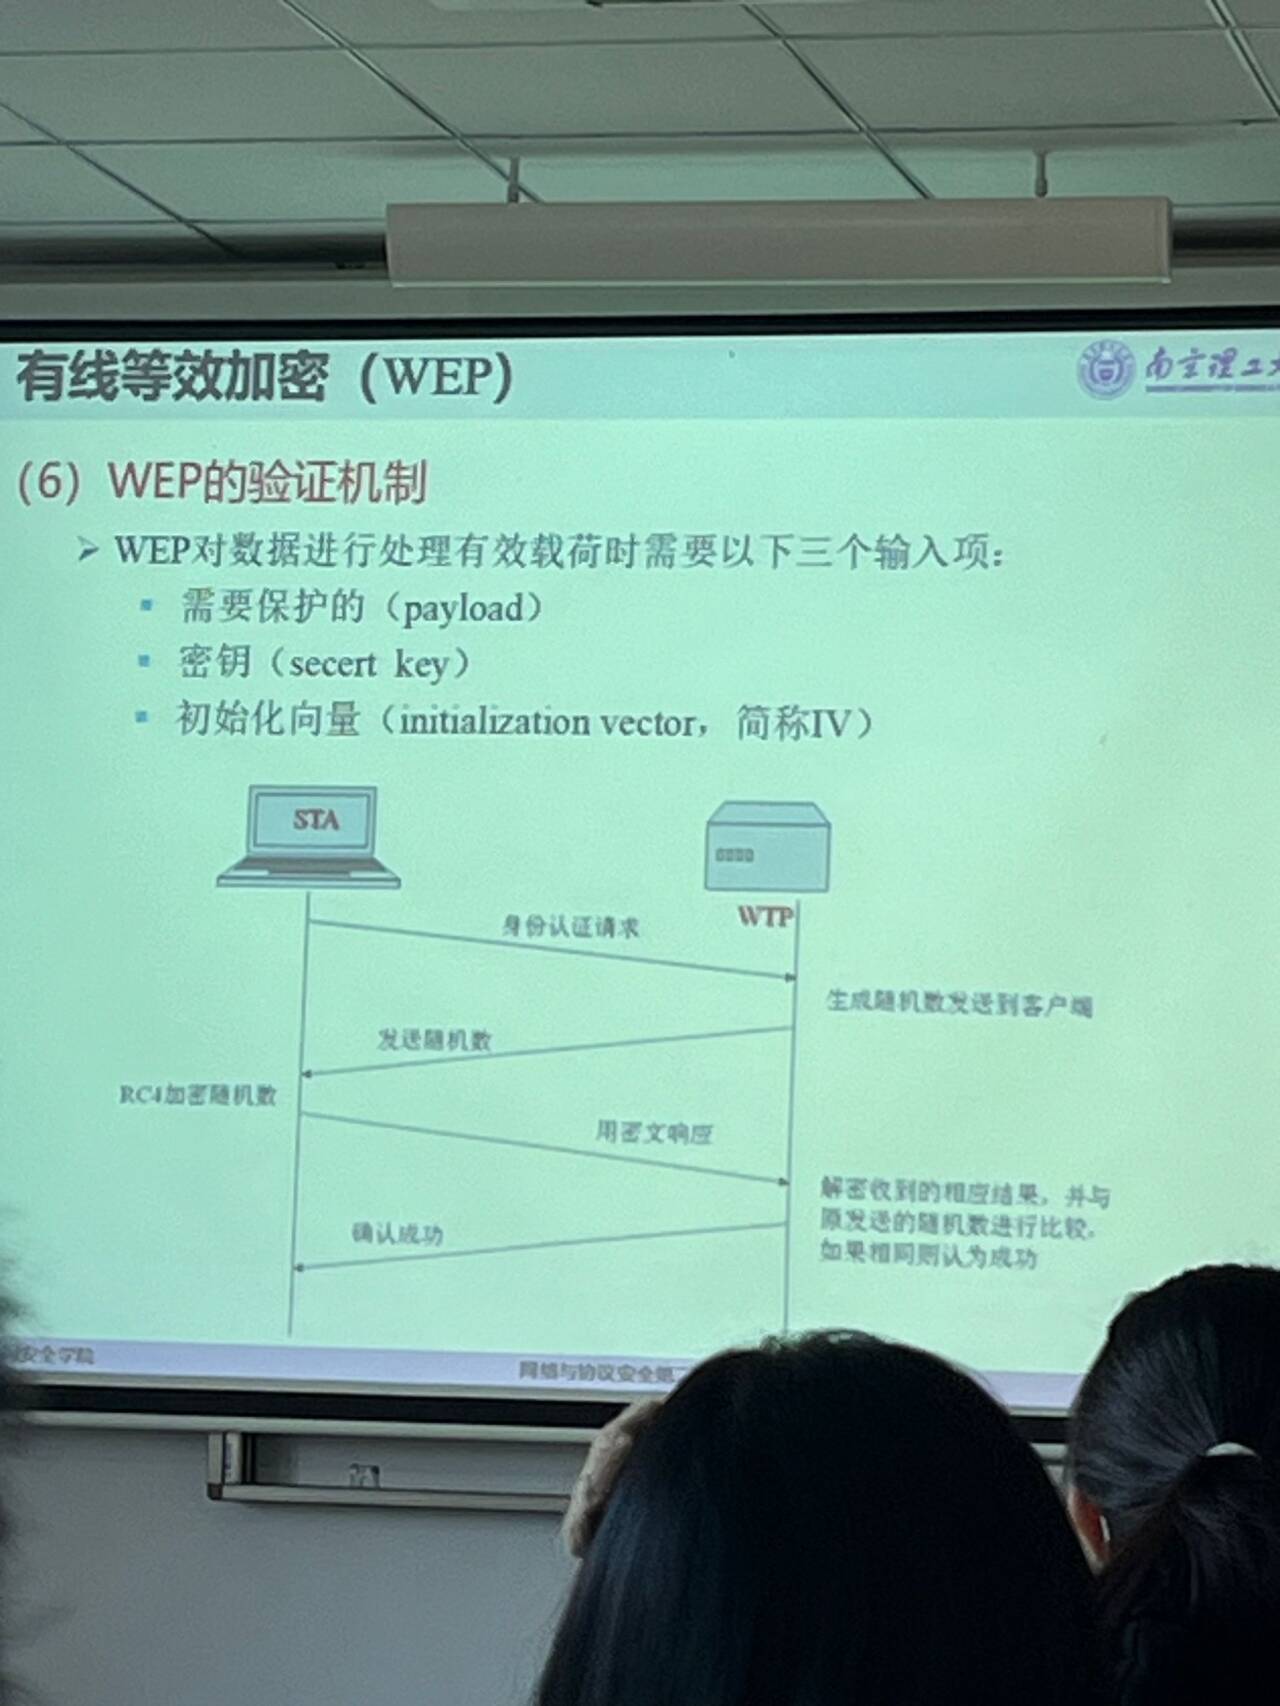 有线等效加密（WEP）
南京理工
（6）WEP的验证机制
➢ WEP对数据进行处理有效载荷时需要以下三个输入项：
▪ 需要保护的（payload）
▪ 密钥（secert key）
▪ 初始化向量（initialization vector，简称IV）
STA
WTP
身份认证请求
生成随机数发送到客户端
发送随机数
RC4加密随机数
用密文响应
解密收到的相应结果，并与
原发送的随机数进行比较，
如果相同则认为成功
确认成功
安全学院
网络与协议安全